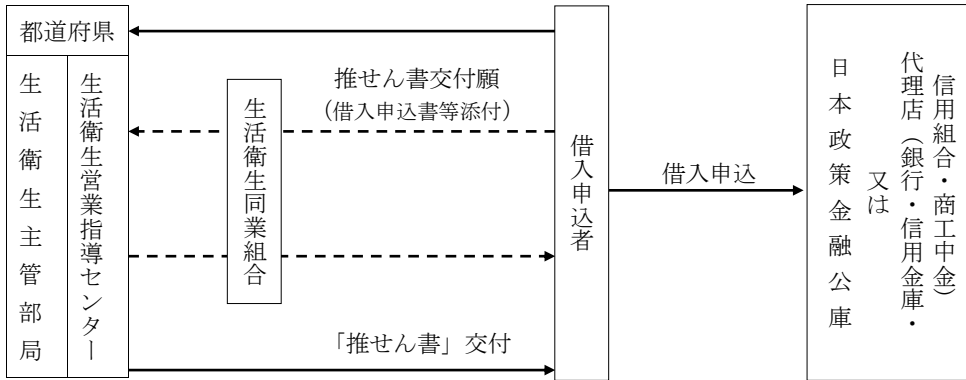 都道府県
生活衛生主管部局
生活衛生営業指導センター
生活衛生同業組合
推せん書交付願
(借入申込書等添付)
「推せん書」交付
借入申込者
借入申込
日本政策金融公庫
又は
代理店(銀行・信用金庫・
信用組合・商工中金)